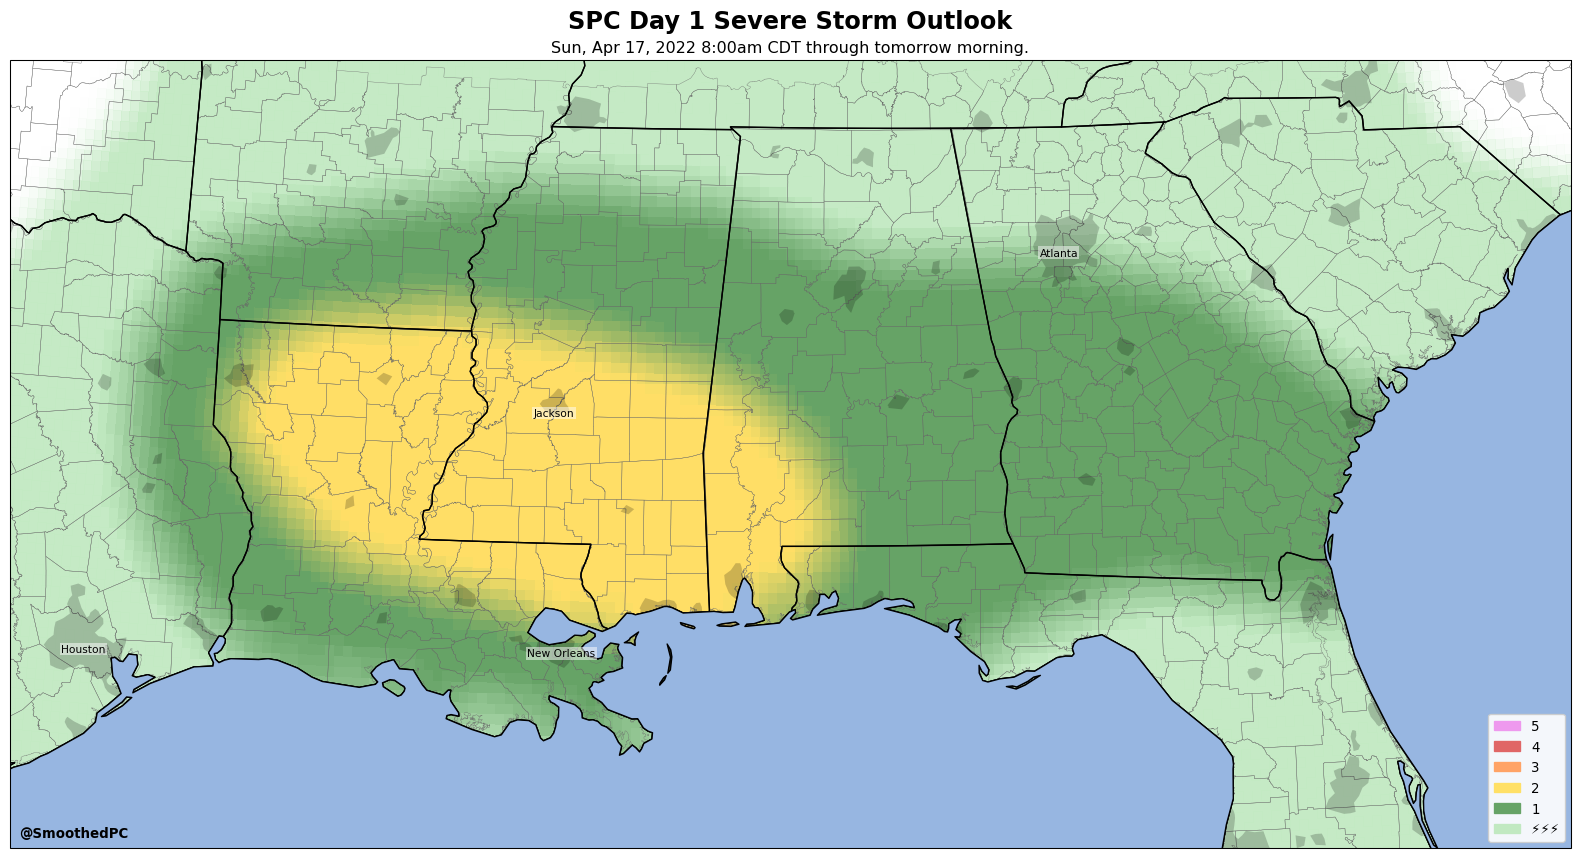 SPC Day 1 Severe Storm Outlook
Sun, Apr 17, 2022 8:00am CDT through tomorrow morning.
Atlanta
Jackson
Houston
New Orleans
5
4
3
2
1
⚡⚡⚡
@SmoothedPC